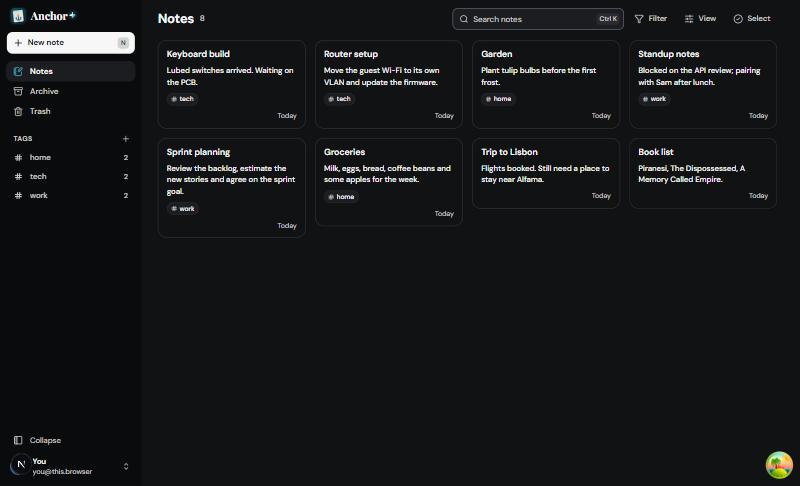 Anchor+
New note N
Notes
Archive
Trash
TAGS +
# home 2
# tech 2
# work 2
Collapse
N
You
you@this.browser
Notes 8
Search notes Ctrl K
Filter
View
Select
Keyboard build
Lubed switches arrived. Waiting on
the PCB.
# tech
Today
Router setup
Move the guest Wi-Fi to its own
VLAN and update the firmware.
# tech
Today
Garden
Plant tulip bulbs before the first
frost.
# home
Today
Standup notes
Blocked on the API review; pairing
with Sam after lunch.
# work
Today
Sprint planning
Review the backlog, estimate the
new stories and agree on the sprint
goal.
# work
Today
Groceries
Milk, eggs, bread, coffee beans and
some apples for the week.
# home
Today
Trip to Lisbon
Flights booked. Still need a place to
stay near Alfama.
Today
Book list
Piranesi, The Dispossessed, A
Memory Called Empire.
Today